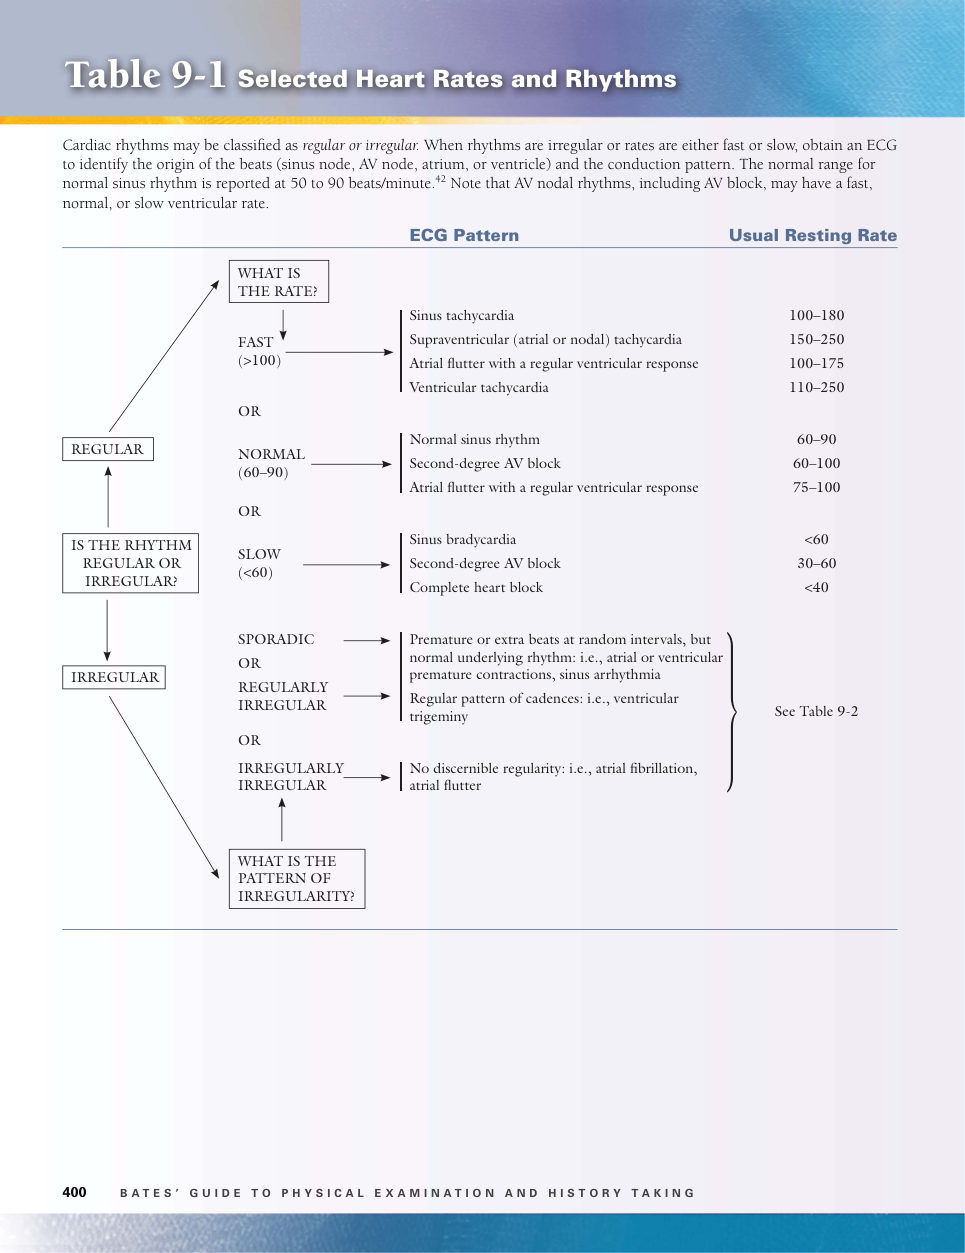 Table 9-1 Selected Heart Rates and Rhythms
Cardiac rhythms may be classified as regular or irregular. When rhythms are irregular or rates are either fast or slow, obtain an ECG
to identify the origin of the beats (sinus node, AV node, atrium, or ventricle) and the conduction pattern. The normal range for
normal sinus rhythm is reported at 50 to 90 beats/minute.42 Note that AV nodal rhythms, including AV block, may have a fast,
normal, or slow ventricular rate.
ECG Pattern
Usual Resting Rate
WHAT IS
THE RATE?
FAST
(>100)
Sinus tachycardia 100–180
Supraventricular (atrial or nodal) tachycardia 150–250
Atrial flutter with a regular ventricular response 100–175
Ventricular tachycardia 110–250
OR
REGULAR
NORMAL
(60–90)
Normal sinus rhythm 60–90
Second-degree AV block 60–100
Atrial flutter with a regular ventricular response 75–100
OR
IS THE RHYTHM
REGULAR OR
IRREGULAR?
SLOW
(<60)
Sinus bradycardia <60
Second-degree AV block 30–60
Complete heart block <40
IRREGULAR
SPORADIC
Premature or extra beats at random intervals, but
normal underlying rhythm: i.e., atrial or ventricular
premature contractions, sinus arrhythmia
OR
REGULARLY
IRREGULAR
Regular pattern of cadences: i.e., ventricular
trigeminy
See Table 9-2
OR
IRREGULARLY
IRREGULAR
No discernible regularity: i.e., atrial fibrillation,
atrial flutter
WHAT IS THE
PATTERN OF
IRREGULARITY?
400 BATES' GUIDE TO PHYSICAL EXAMINATION AND HISTORY TAKING